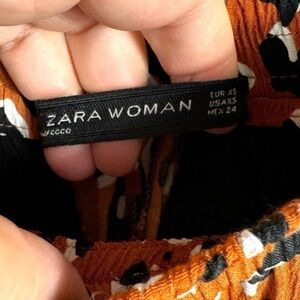 ZARA WOMAN
EUR XS
USA XS
MEX 24